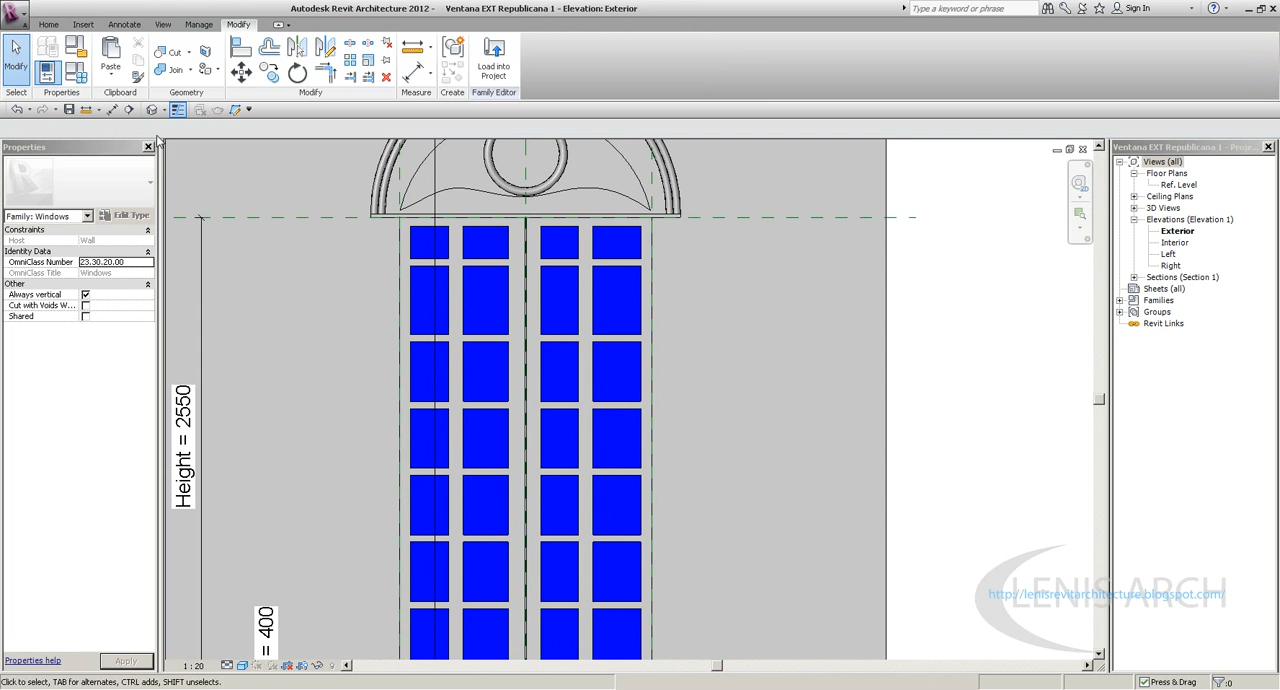 Autodesk Revit Architecture 2012 - Ventana EXT Republicana 1 - Elevation: Exterior
Type a keyword or phrase
Sign In
Home Insert Annotate View Manage Modify
Modify
Paste
Cut
Join
Load into
Project
Select Properties Clipboard Geometry Modify Measure Create Family Editor
Properties
Family: Windows
Edit Type
Constraints
Host Wall
Identity Data
OmniClass Number 23.30.20.00
OmniClass Title Windows
Other
Always vertical
Cut with Voids W...
Shared
Properties help
Apply
Height = 2550
= 400
Ventana EXT Republicana 1 - Proje...
Views (all)
Floor Plans
Ref. Level
Ceiling Plans
3D Views
Elevations (Elevation 1)
Exterior
Interior
Left
Right
Sections (Section 1)
Sheets (all)
Families
Groups
Revit Links
LENIS ARCH
http://lenisrevitarchitecture.blogspot.com/
1 : 20
Click to select, TAB for alternates, CTRL adds, SHIFT unselects.
Press & Drag
:0